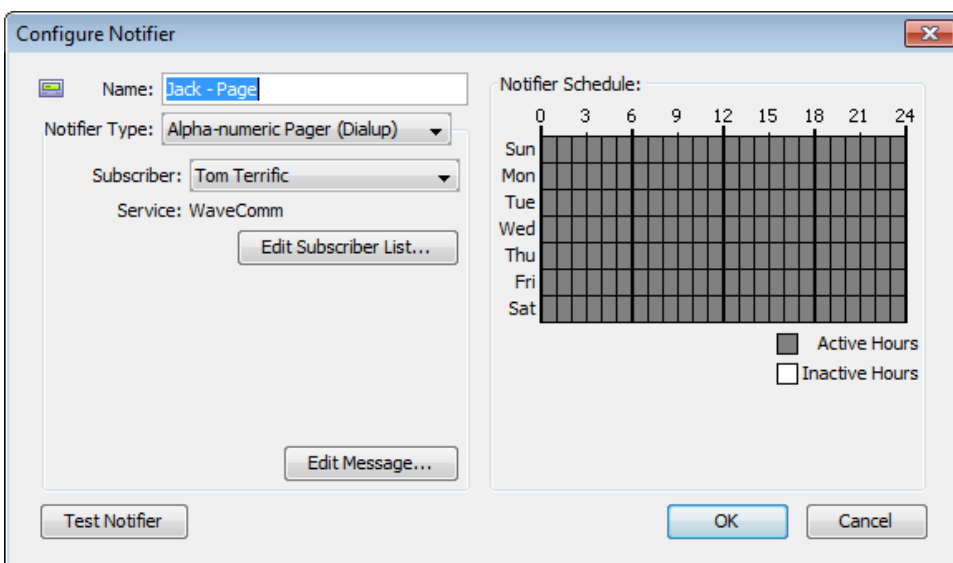 Configure Notifier
Name: Jack - Page
Notifier Type: Alpha-numeric Pager (Dialup)
Subscriber: Tom Terrific
Service: WaveComm
Edit Subscriber List...
Edit Message...
Notifier Schedule:
0 3 6 9 12 15 18 21 24
Sun
Mon
Tue
Wed
Thu
Fri
Sat
Active Hours
Inactive Hours
Test Notifier
OK
Cancel